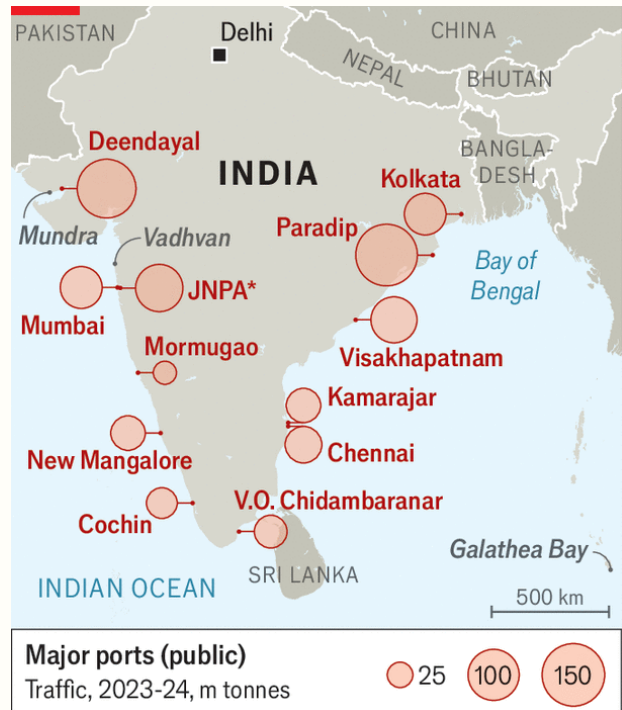 PAKISTAN
Delhi
CHINA
NEPAL
BHUTAN
BANGLA-
DESH
Deendayal
INDIA
Kolkata
Mundra
Vadhvan
Paradip
Bay of
Bengal
JNPA*
Mumbai
Visakhapatnam
Mormugao
Kamarajar
New Mangalore
Chennai
V.O. Chidambaranar
Cochin
Galathea Bay
SRI LANKA
INDIAN OCEAN
500 km
Major ports (public)
Traffic, 2023-24, m tonnes
25
100
150